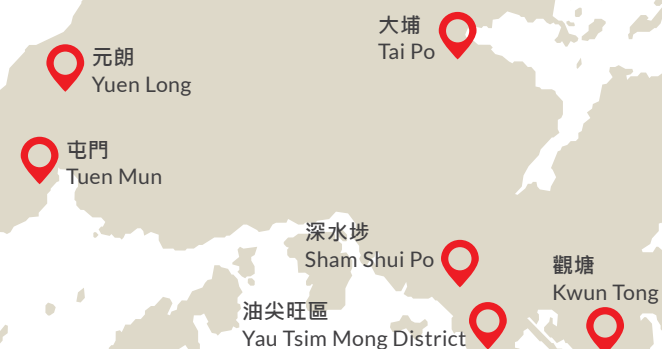 大埔
Tai Po
元朗
Yuen Long
屯門
Tuen Mun
深水埗
Sham Shui Po
觀塘
Kwun Tong
油尖旺區
Yau Tsim Mong District